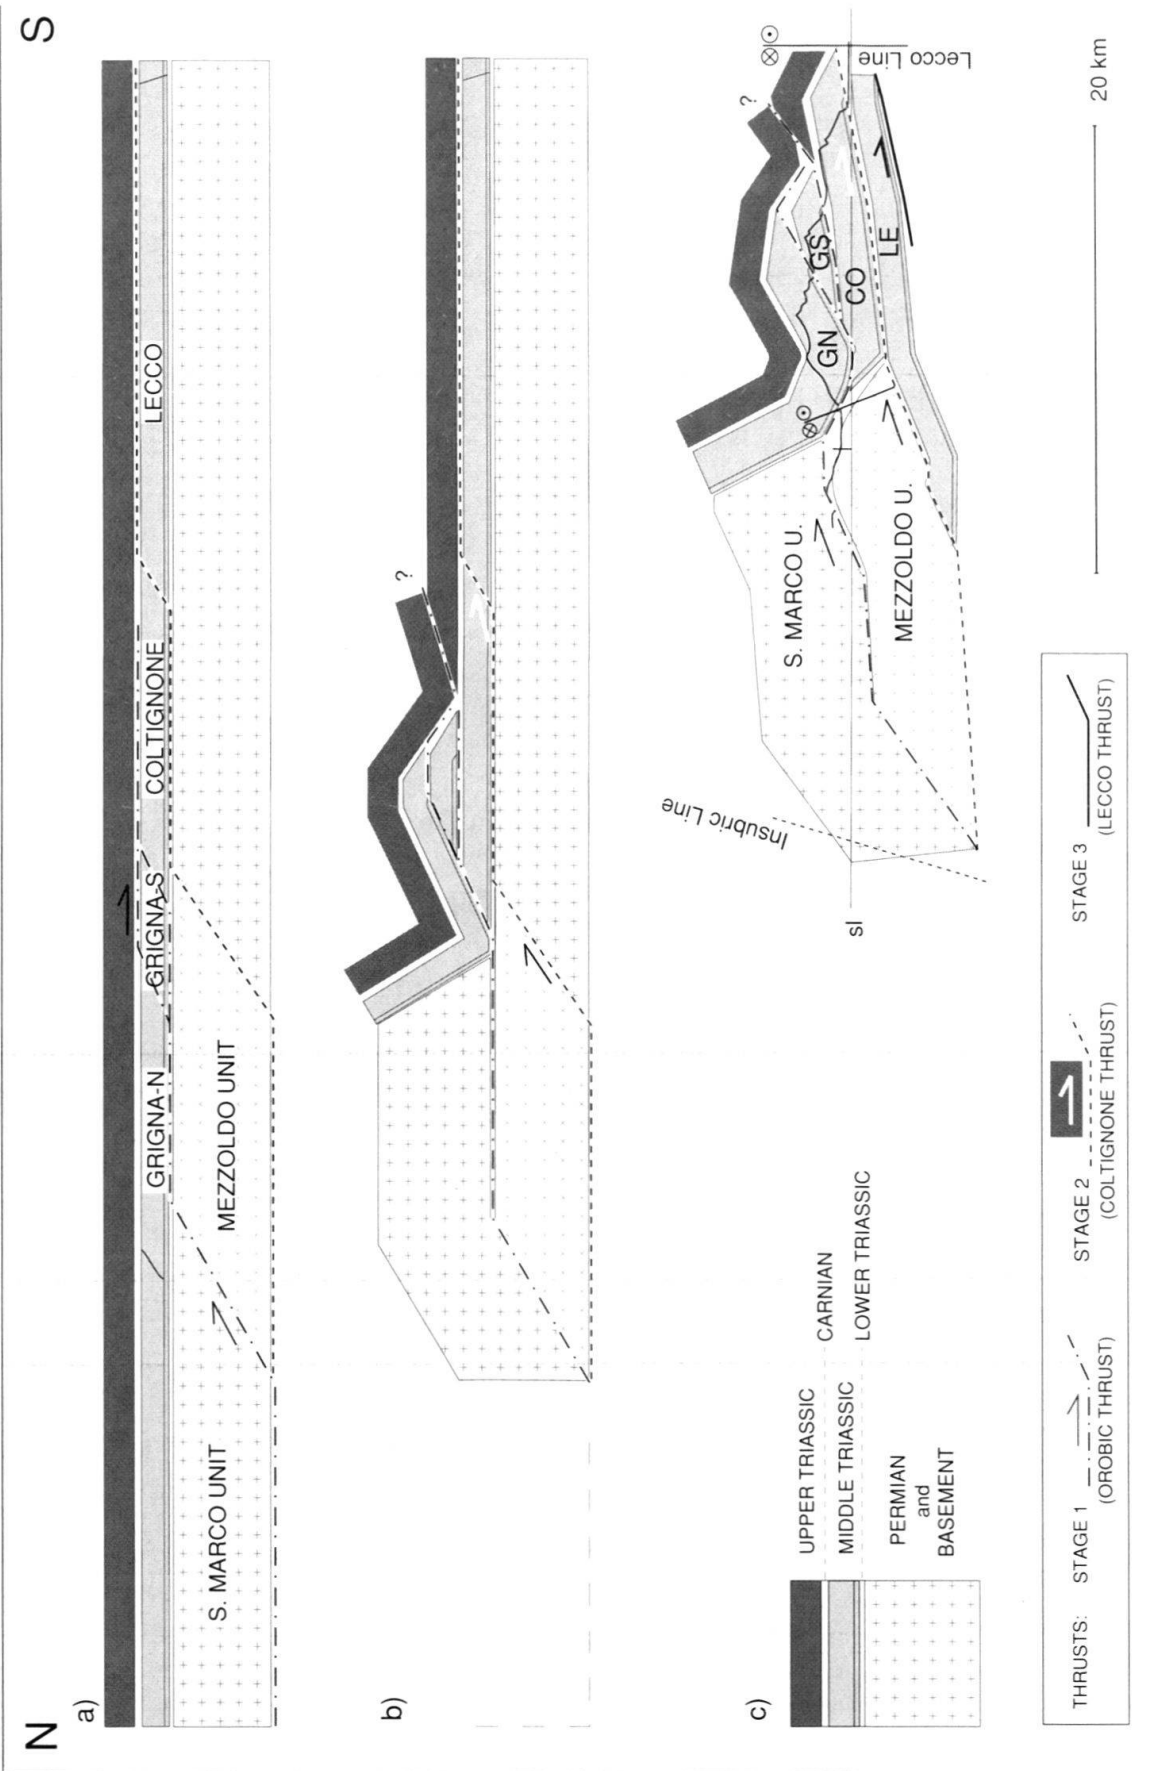 N
S
a)
GRIGNA-N
GRIGNA-S
COLTIGNONE
LECCO
S. MARCO UNIT
MEZZOLDO UNIT
b)
?
c)
?
Lecco Line
GN
GS
CO
LE
S. MARCO U.
MEZZOLDO U.
Insubric Line
sl
20 km
UPPER TRIASSIC
CARNIAN
MIDDLE TRIASSIC
LOWER TRIASSIC
PERMIAN
and
BASEMENT
THRUSTS:
STAGE 1
(OROBIC THRUST)
STAGE 2
(COLTIGNONE THRUST)
STAGE 3
(LECCO THRUST)